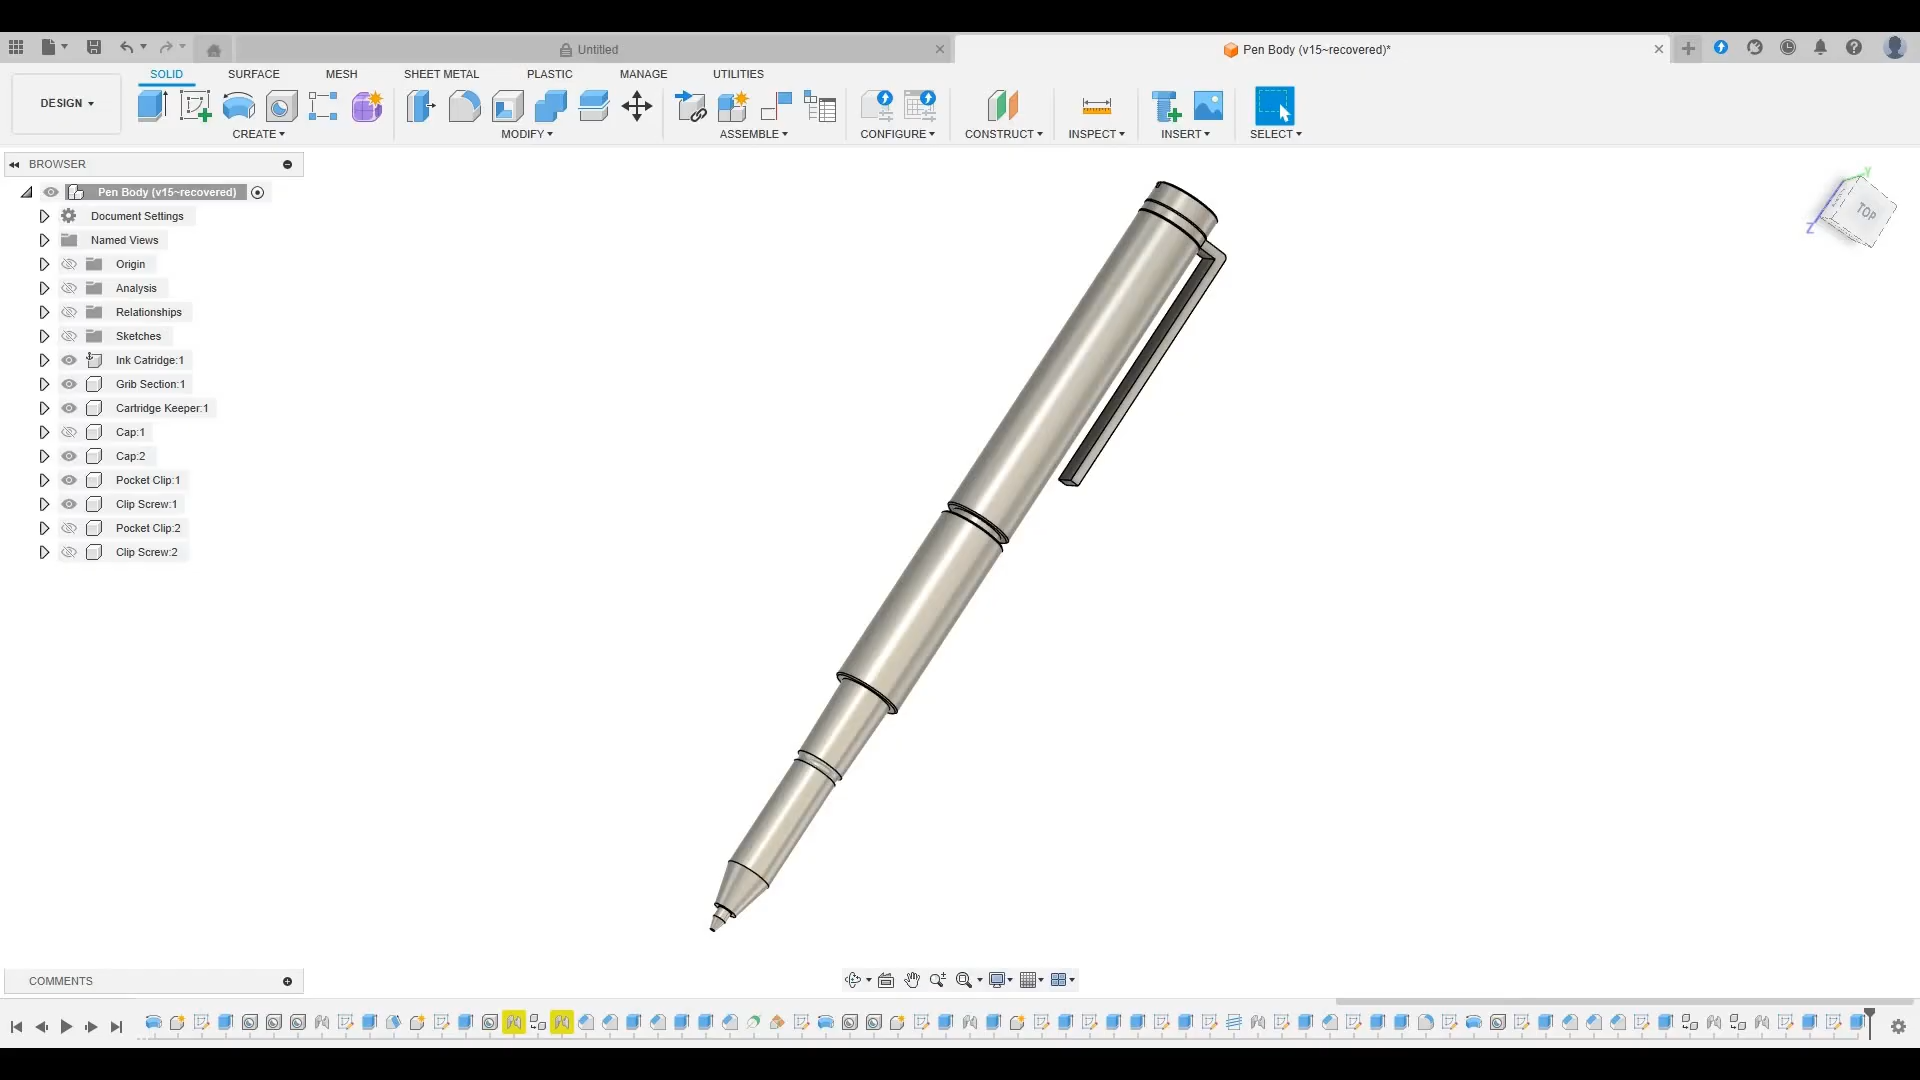 Untitled
Pen Body (v15~recovered)*
SOLID SURFACE MESH SHEET METAL PLASTIC MANAGE UTILITIES
DESIGN
CREATE MODIFY ASSEMBLE CONFIGURE CONSTRUCT INSPECT INSERT SELECT
BROWSER
Pen Body (v15~recovered)
Document Settings
Named Views
Origin
Analysis
Relationships
Sketches
Ink Catridge:1
Grib Section:1
Cartridge Keeper:1
Cap:1
Cap:2
Pocket Clip:1
Clip Screw:1
Pocket Clip:2
Clip Screw:2
Y
TOP
Z
COMMENTS